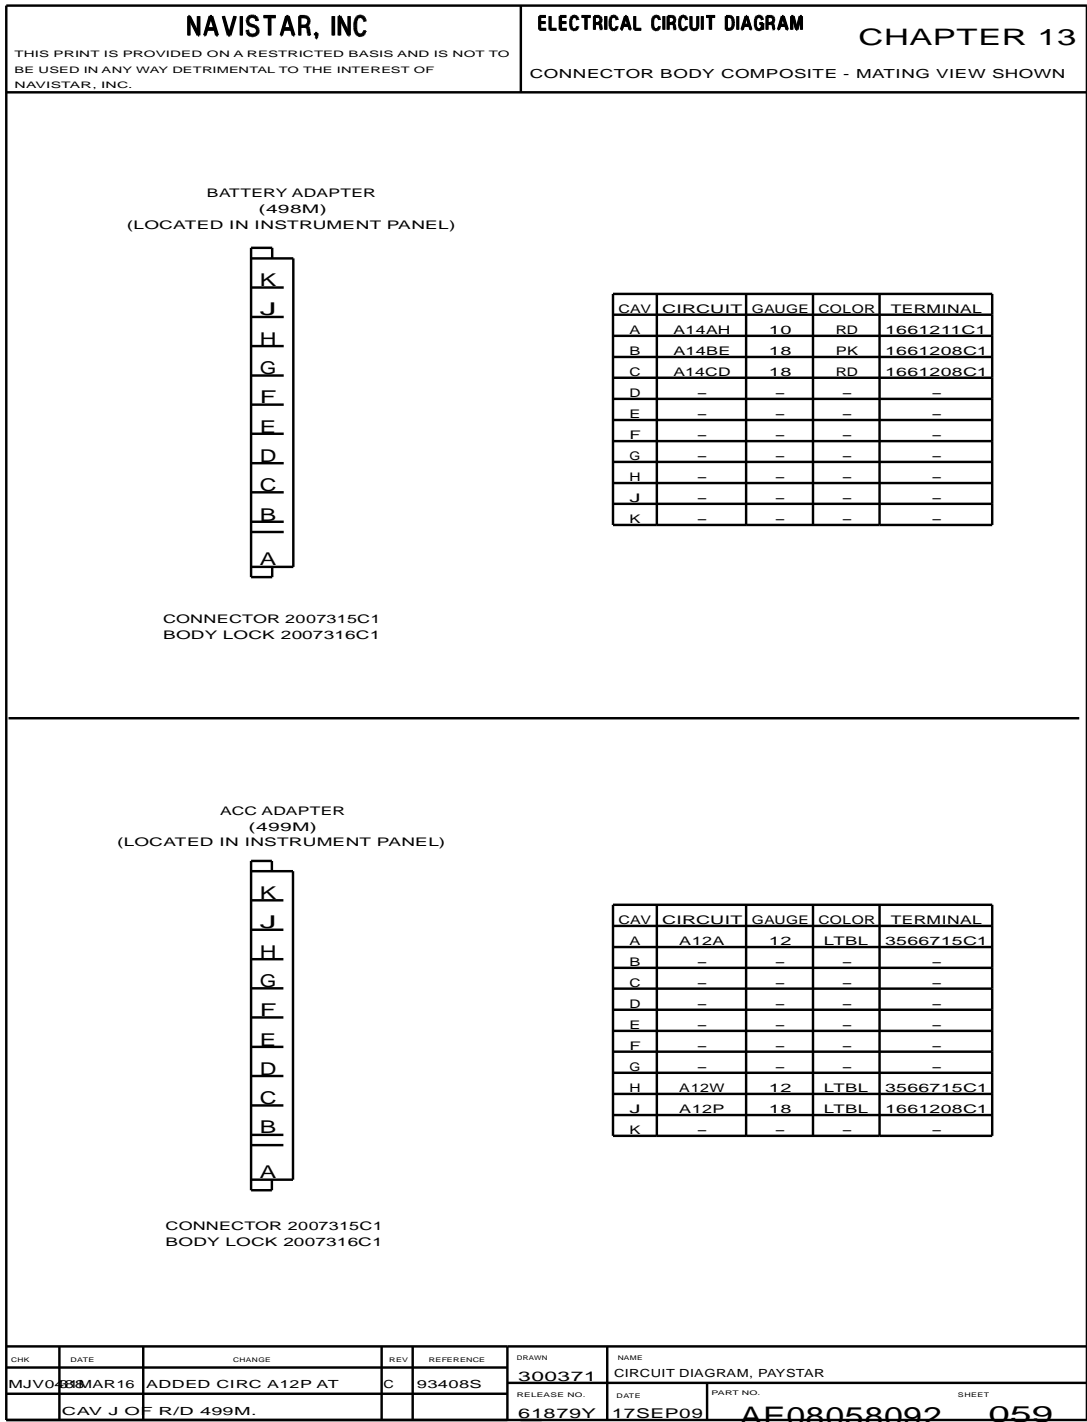 NAVISTAR, INC
THIS PRINT IS PROVIDED ON A RESTRICTED BASIS AND IS NOT TO
BE USED IN ANY WAY DETRIMENTAL TO THE INTEREST OF
NAVISTAR, INC.
ELECTRICAL CIRCUIT DIAGRAM
CHAPTER 13
CONNECTOR BODY COMPOSITE - MATING VIEW SHOWN
BATTERY ADAPTER
(498M)
(LOCATED IN INSTRUMENT PANEL)
K
J
H
G
F
E
D
C
B
A
CONNECTOR 2007315C1
BODY LOCK 2007316C1
CAV CIRCUIT GAUGE COLOR TERMINAL
A A14AH 10 RD 1661211C1
B A14BE 18 PK 1661208C1
C A14CD 18 RD 1661208C1
D – – – –
E – – – –
F – – – –
G – – – –
H – – – –
J – – – –
K – – – –
ACC ADAPTER
(499M)
(LOCATED IN INSTRUMENT PANEL)
K
J
H
G
F
E
D
C
B
A
CONNECTOR 2007315C1
BODY LOCK 2007316C1
CAV CIRCUIT GAUGE COLOR TERMINAL
A A12A 12 LTBL 3566715C1
B – – – –
C – – – –
D – – – –
E – – – –
F – – – –
G – – – –
H A12W 12 LTBL 3566715C1
J A12P 18 LTBL 1661208C1
K – – – –
CHK DATE CHANGE REV REFERENCE
ADDED CIRC A12P AT C 93408S
CAV J OF R/D 499M.
DRAWN
300371
NAME
CIRCUIT DIAGRAM, PAYSTAR
RELEASE NO.
61879Y
DATE
17SEP09
PART NO.
AF08058092
SHEET
059